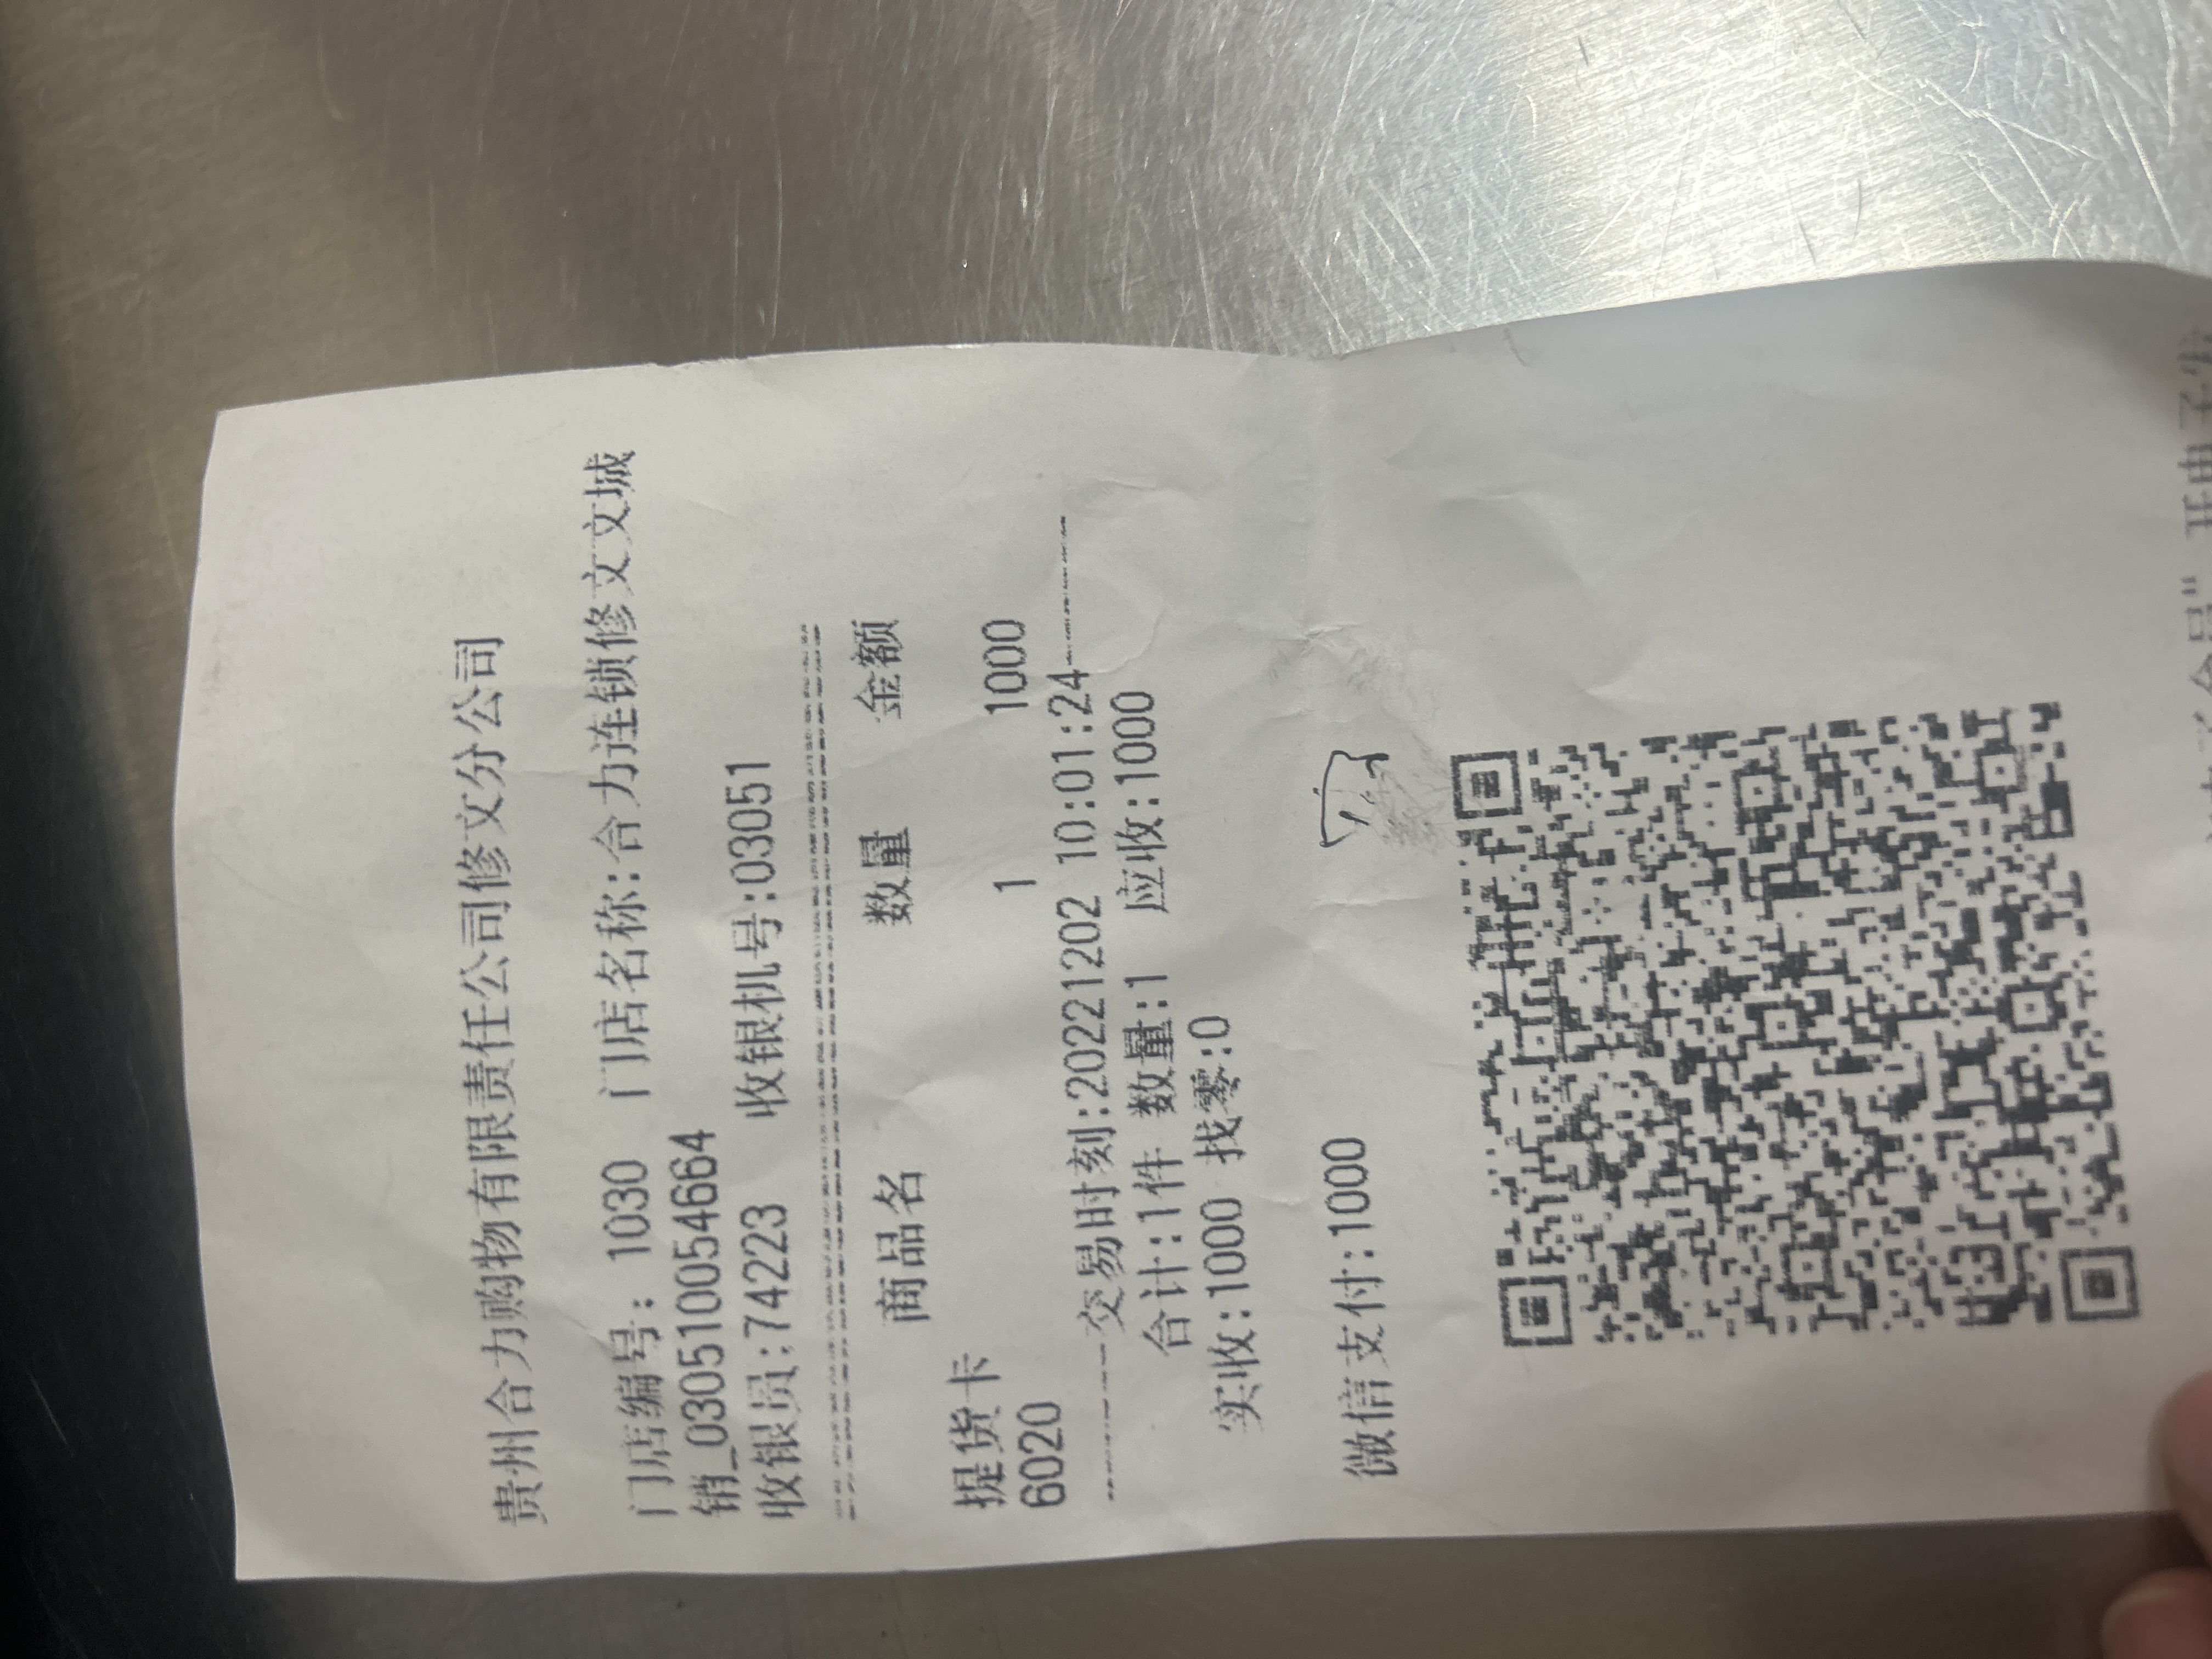 贵州合力购物有限责任公司修文分公司
门店编号: 1030 门店名称:合力连锁修文文城
销_030510054664
收银员:74223 收银机号:03051
商品名 数量 金额
提货卡 1 1000
6020
交易时刻:20221202 10:01:24
合计:1件 数量:1 应收:1000
实收:1000 找零:0
微信支付:1000